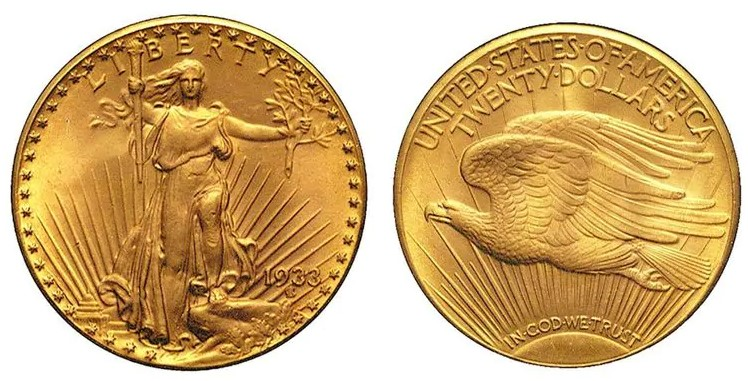 LIBERTY
1933
UNITED·STATES·OF·AMERICA
TWENTY·DOLLARS
IN·GOD·WE·TRUST